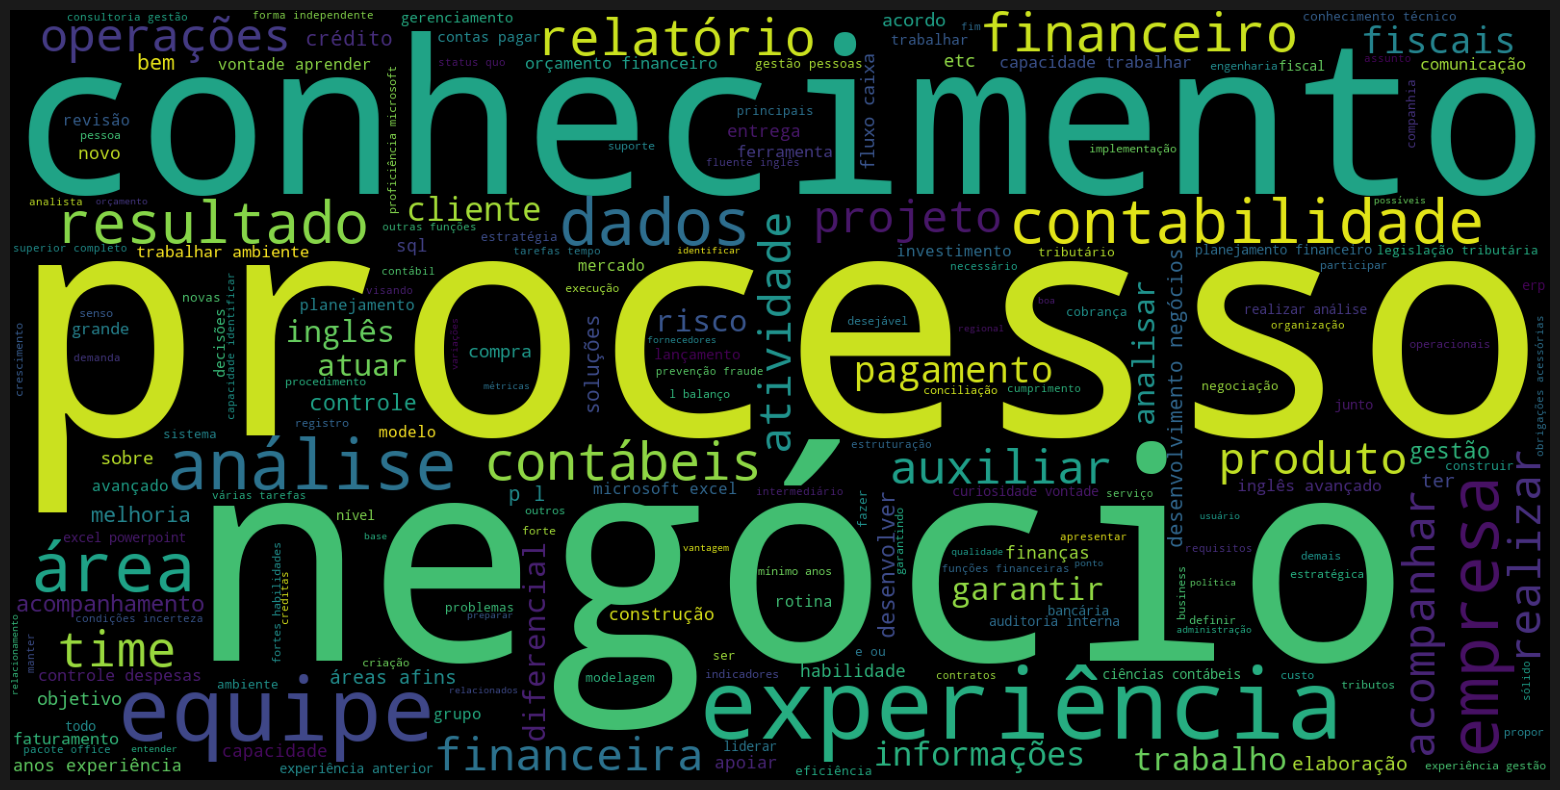 consultoria gestão
forma independente
gerenciamento
acordo
fim
conhecimento técnico
operações
crédito
contas pagar
relatório
trabalhar
financeiro
fiscais
bem
vontade aprender
status quo
orçamento financeiro
gestão pessoas
etc
capacidade trabalhar
engenharia
fiscal
assunto
comunicação
conhecimento
proficiência microsoft
fluxo caixa
companhia
revisão
pessoa
novo
principais
entrega
suporte
ferramenta
fluente inglês
implementação
analista
orçamento
resultado
cliente
outras funções
dados
projeto
contabilidade
possíveis
superior completo
trabalhar ambiente
sql
estratégia
tarefas tempo
identificar
atividade
investimento
tributário
planejamento financeiro
legislação tributária
processo
contábil
mercado
necessário
participar
desenvolvimento negócios
novas
capacidade identificar
visando
execução
analisar
boa
realizar análise
erp
senso
planejamento
grande
decisões
inglês
variações
soluções
risco
desejável
regional
cobrança
organização
fornecedores
operacionais
crescimento
demanda
atuar
compra
lançamento
pagamento
obrigações acessórias
procedimento
métricas
prevenção fraude
conciliação
cumprimento
negociação
controle
l balanço
junto
registro
sistema
modelo
sobre
análise
contábeis
estruturação
auxiliar
produto
gestão
construir
avançado
várias tarefas
p l
microsoft excel
intermediário
curiosidade vontade
serviço
inglês avançado
ter
melhoria
nível
outros
fazer
desenvolver
negócio
excel powerpoint
base
forte
vantagem
garantindo
apresentar
usuário
acompanhar
empresa
realizar
área
fortes habilidades
creditas
diferencial
qualidade
finanças
requisitos
demais
mínimo anos
funções financeiras
ponto
business
política
estratégica
acompanhamento
problemas
rotina
garantir
condições incerteza
preparar
construção
bancária
auditoria interna
definir
administração
relacionamento
manter
time
criação
ser
e ou
controle despesas
áreas afins
modelagem
indicadores
habilidade
contratos
ciências contábeis
custo
tributos
sólido
objetivo
ambiente
relacionados
equipe
grupo
experiência
todo
faturamento
pacote office
entender
capacidade
financeira
liderar
informações
trabalho
propor
anos experiência
experiência anterior
apoiar
eficiência
elaboração
experiência gestão